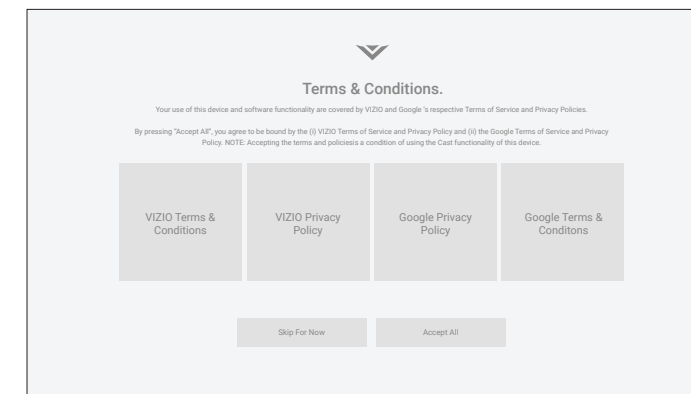 Terms & Conditions.
Your use of this device and software functionality are covered by VIZIO and Google 's respective Terms of Service and Privacy Policies.
By pressing "Accept All", you agree to be bound by the (i) VIZIO Terms of Service and Privacy Policy and (ii) the Google Terms of Service and Privacy
Policy. NOTE: Accepting the terms and policiesis a condition of using the Cast functionality of this device.
VIZIO Terms &
Conditions
VIZIO Privacy
Policy
Google Privacy
Policy
Google Terms &
Conditons
Skip For Now
Accept All